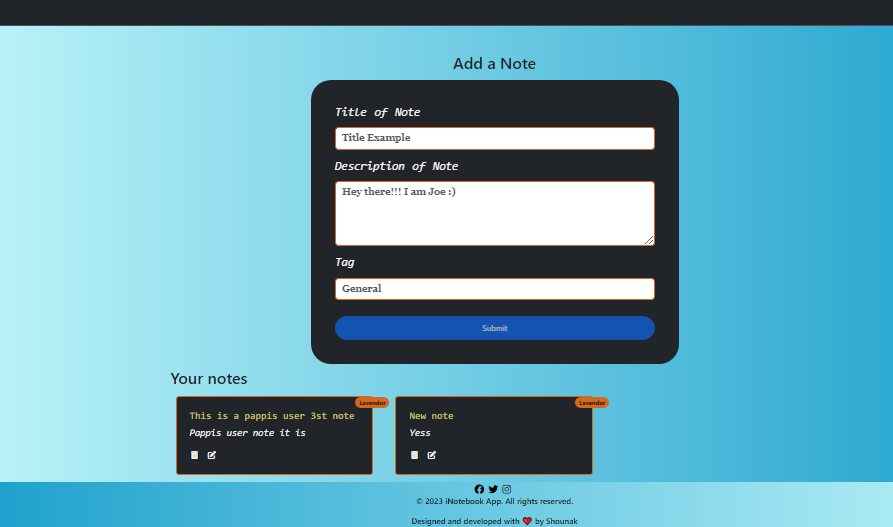 Add a Note
Title of Note
Title Example
Description of Note
Hey there!!! I am Joe :)
Tag
General
Submit
Your notes
Lavendor
This is a pappis user 3st note
Pappis user note it is
Lavendor
New note
Yess
© 2023 iNotebook App. All rights reserved.
Designed and developed with ❤️ by Shounak